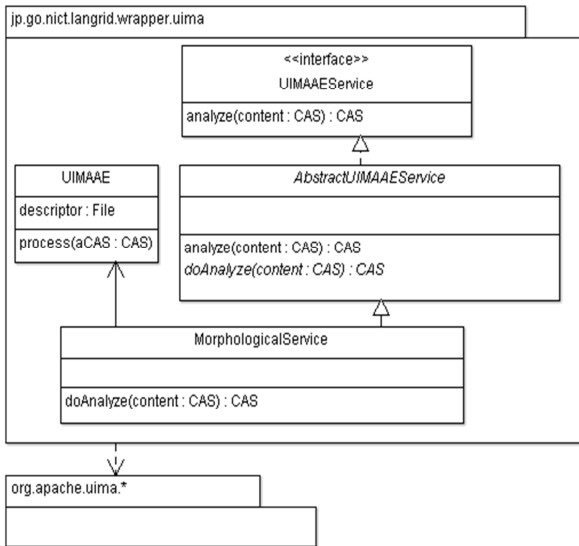 jp.go.nict.langrid.wrapper.uima
<<interface>>
UIMAAEService
analyze(content : CAS) : CAS
UIMAAE
descriptor : File
process(aCAS : CAS)
AbstractUIMAAEService
analyze(content : CAS) : CAS
doAnalyze(content : CAS) : CAS
MorphologicalService
doAnalyze(content : CAS) : CAS
org.apache.uima.*